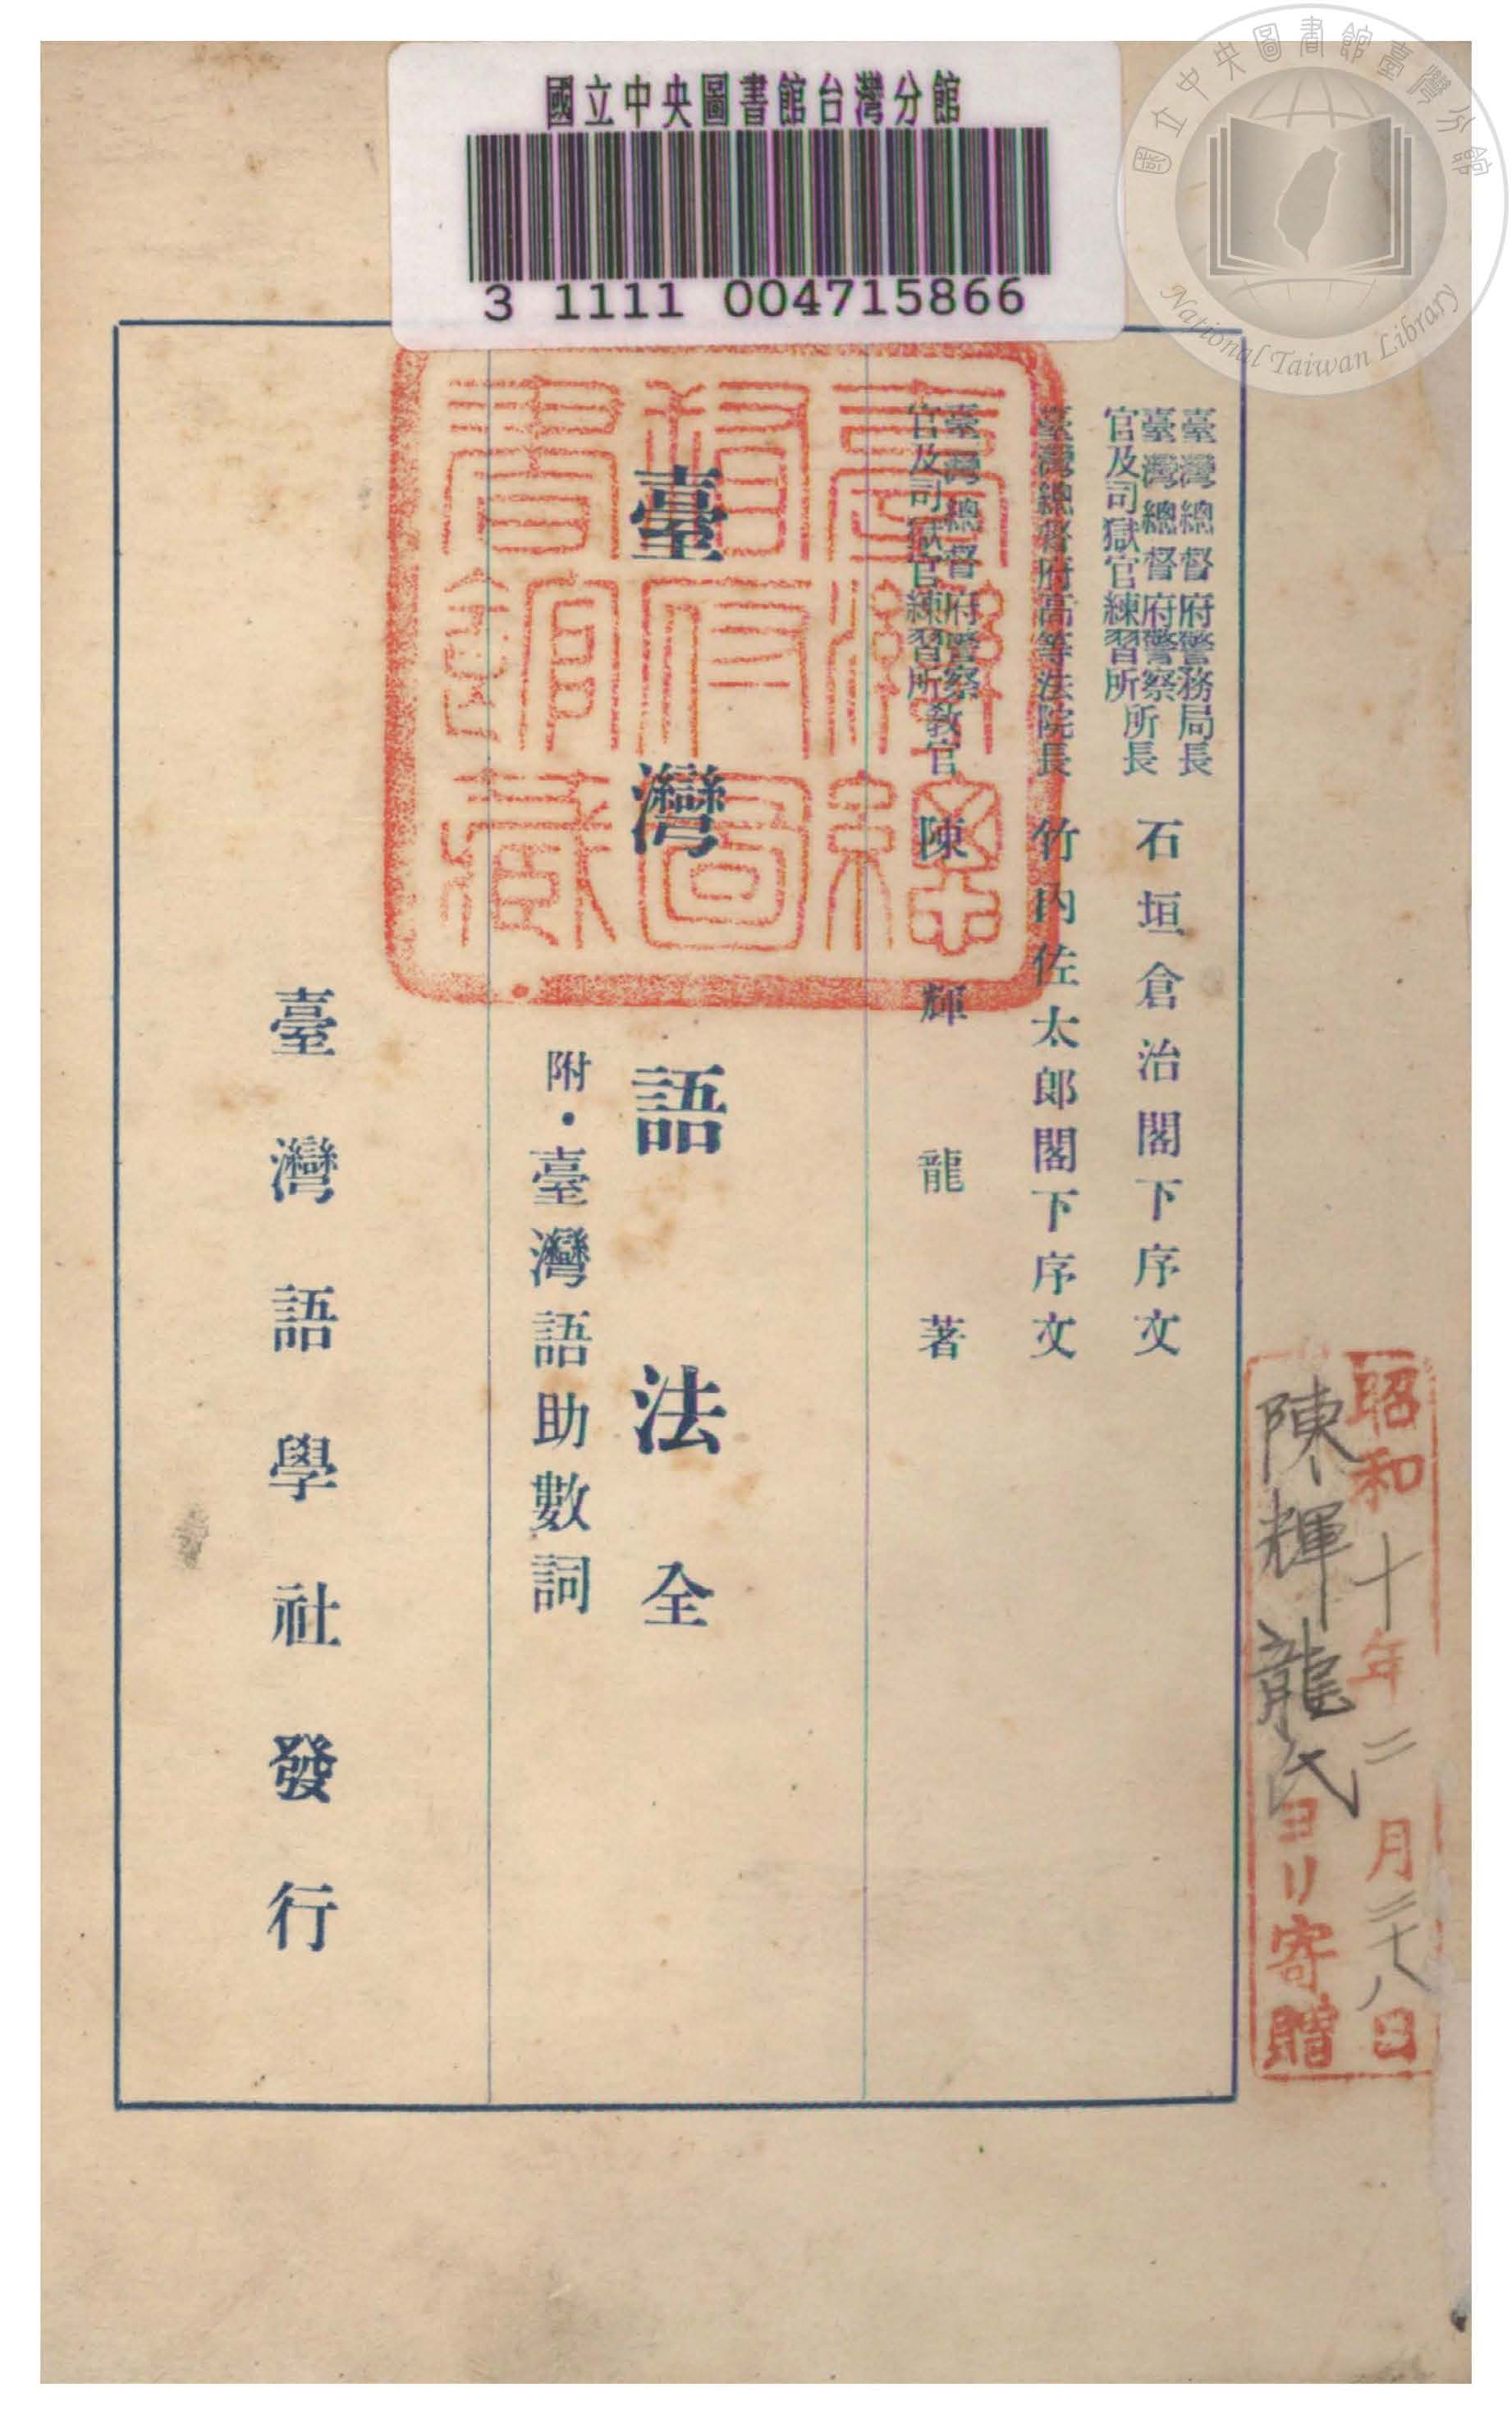 國立中央圖書館台灣分館
3 1111 004715866
國立中央圖書館臺灣分館
National Taiwan Library
臺灣總督府警務局長
臺灣總督府警察
官及司獄官練習所
所長
石垣倉治閣下序文
臺灣總督府高等法院長 竹內佐太郎閣下序文
臺灣總督府警察
官及司獄官練習所
教官
陳輝龍著
臺灣語法 全
附・臺灣語助數詞
臺灣語學社發行
臺灣總督府圖書館藏
昭和十年二月二十八日
陳輝龍氏ヨリ寄贈